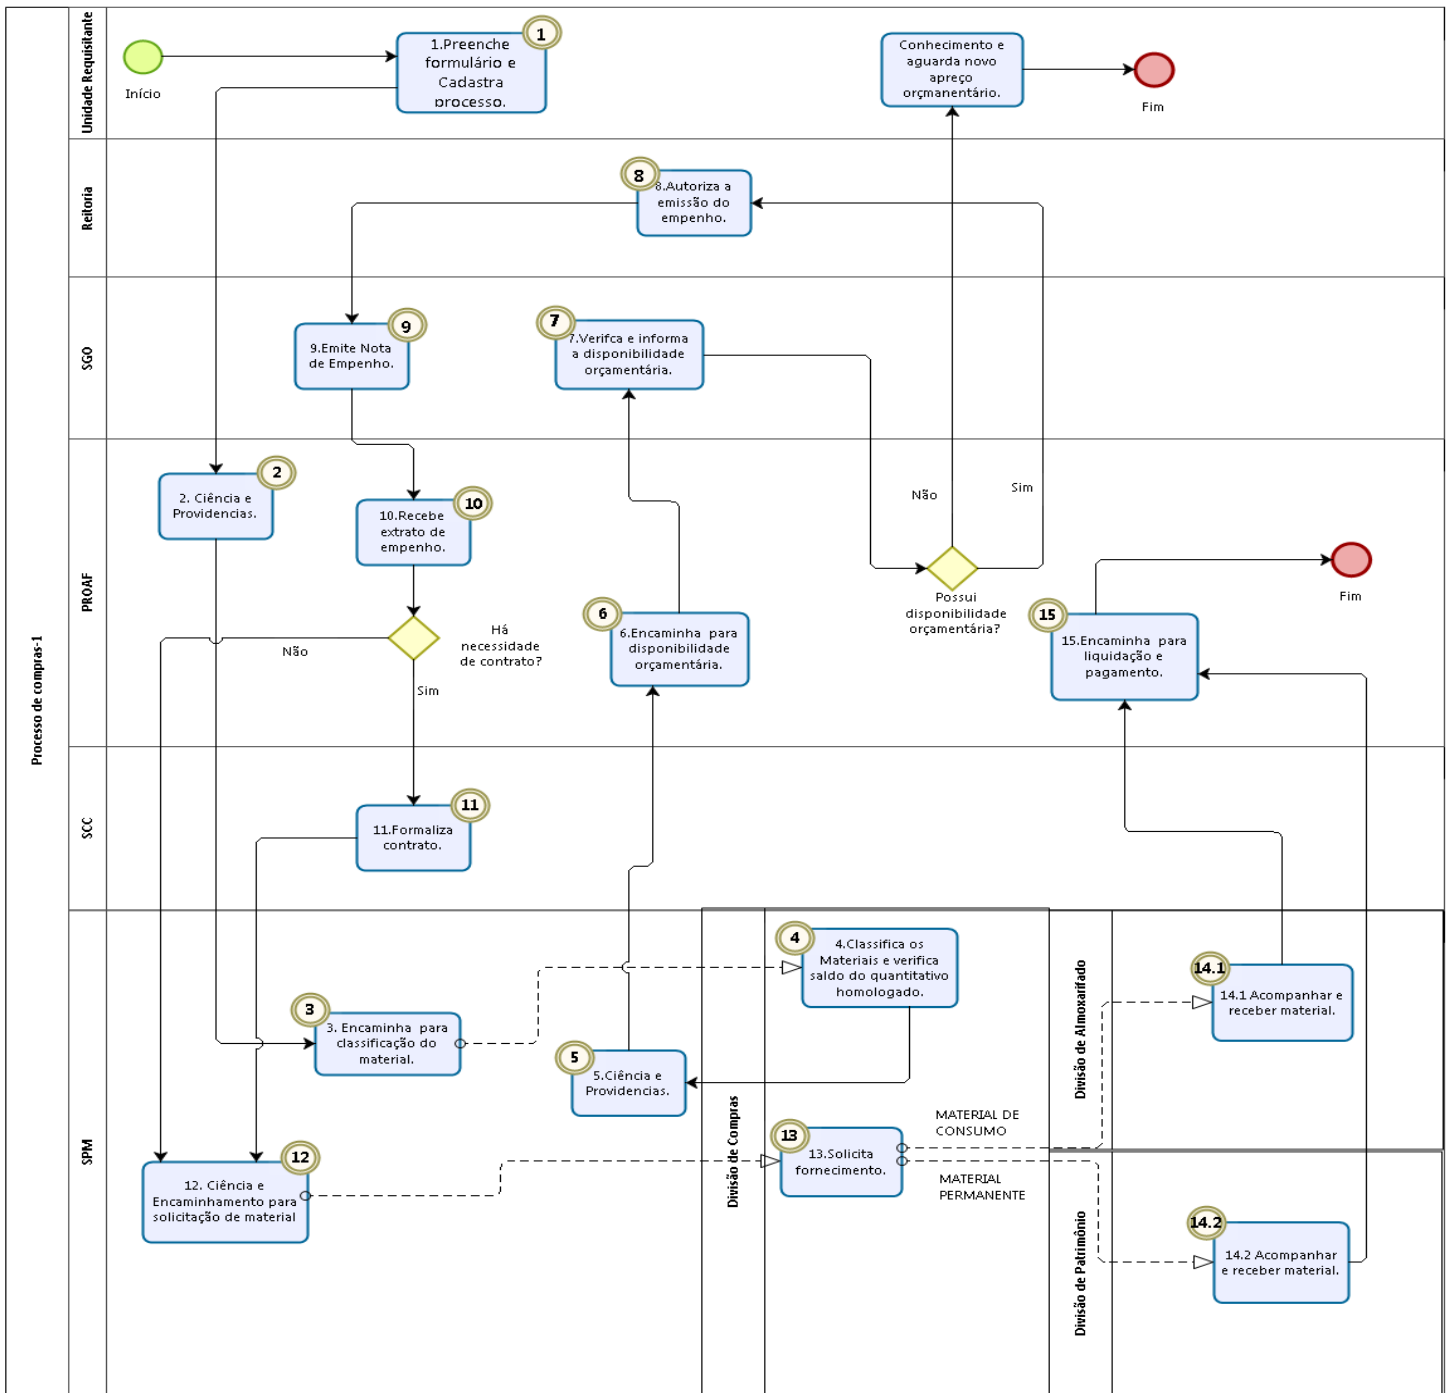 Processo de compras-1
Unidade Requisitante
Início
1.Preenche
formulário e
Cadastra
processo.
1
Conhecimento e
aguarda novo
apreço
orçmanentário.
Fim
Reitoria
8
8.Autoriza a
emissão do
empenho.
SGO
9
9.Emite Nota
de Empenho.
7
7.Verifca e informa
a disponibilidade
orçamentária.
PROAF
2
2. Ciência e
Providencias.
10
10.Recebe
extrato de
empenho.
Há
necessidade
de contrato?
Não
Sim
6
6.Encaminha para
disponibilidade
orçamentária.
Não
Sim
Possui
disponibilidade
orçamentária?
15
15.Encaminha para
liquidação e
pagamento.
Fim
SCC
11
11.Formaliza
contrato.
SPM
3
3. Encaminha para
classificação do
material.
5
5.Ciência e
Providencias.
12
12. Ciência e
Encaminhamento para
solicitação de material
Divisão de Compras
4
4.Classifica os
Materiais e verifica
saldo do quantitativo
homologado.
13
13.Solicita
fornecimento.
MATERIAL DE
CONSUMO
MATERIAL
PERMANENTE
Divisão de Almoxarifado
14.1
14.1 Acompanhar e
receber material.
Divisão de Patrimônio
14.2
14.2 Acompanhar
e receber material.